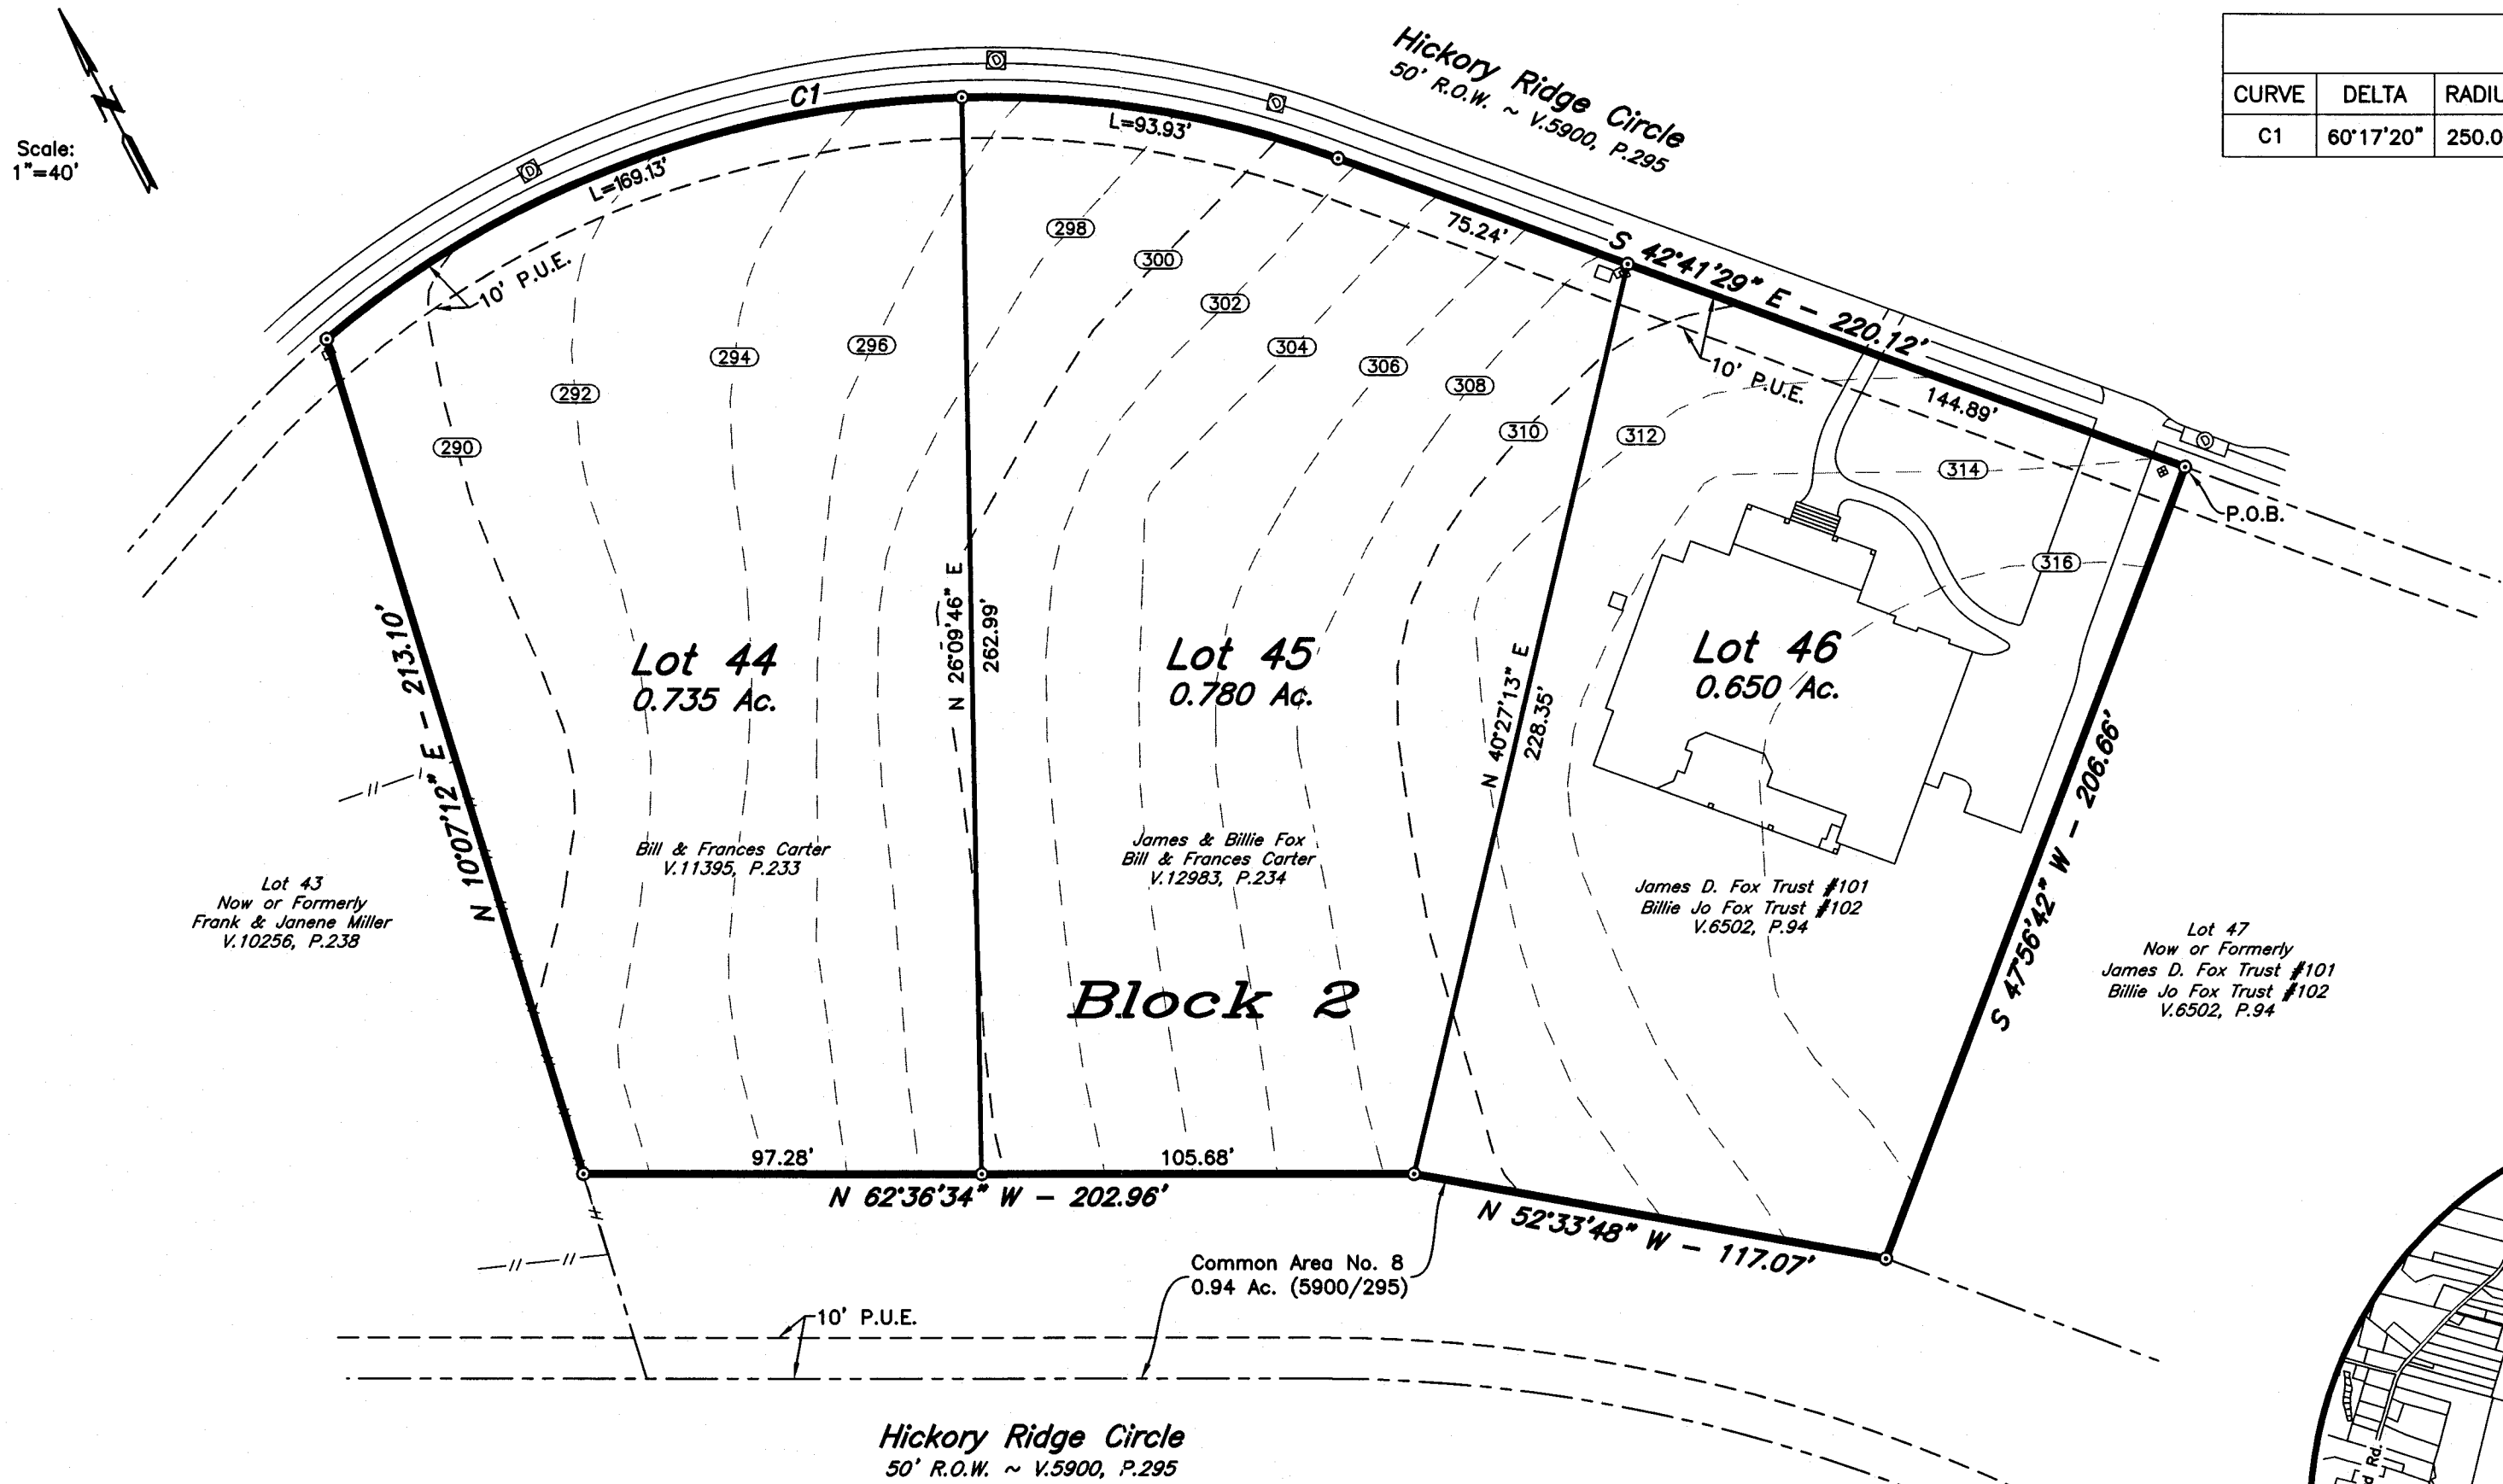 Scale:
1"=40'
Hickory Ridge Circle
50' R.O.W. ~ V.5900, P.295
CURVE DELTA
C1 60°17'20"
C1
L=169.13'
L=93.93'
75.24'
S 42°41'29" E - 220.12'
144.89'
10' P.U.E.
10' P.U.E.
P.O.B.
290
292
294
296
298
300
302
304
306
308
310
312
314
316
N 10°07'12" E - 213.10'
N 26°09'46" E
262.99'
N 40°27'13" E
228.35'
S 47°56'42" W - 206.66'
Lot 44
0.735 Ac.
Lot 45
0.780 Ac.
Lot 46
0.650 Ac.
Bill & Frances Carter
V.11395, P.233
James & Billie Fox
Bill & Frances Carter
V.12983, P.234
James D. Fox Trust #101
Billie Jo Fox Trust #102
V.6502, P.94
Lot 43
Now or Formerly
Frank & Janene Miller
V.10256, P.238
Lot 47
Now or Formerly
James D. Fox Trust #101
Billie Jo Fox Trust #102
V.6502, P.94
Block 2
97.28'
105.68'
N 62°36'34" W - 202.96'
N 52°33'48" W - 117.07'
Common Area No. 8
0.94 Ac. (5900/295)
10' P.U.E.
Hickory Ridge Circle
50' R.O.W. ~ V.5900, P.295
Rd.